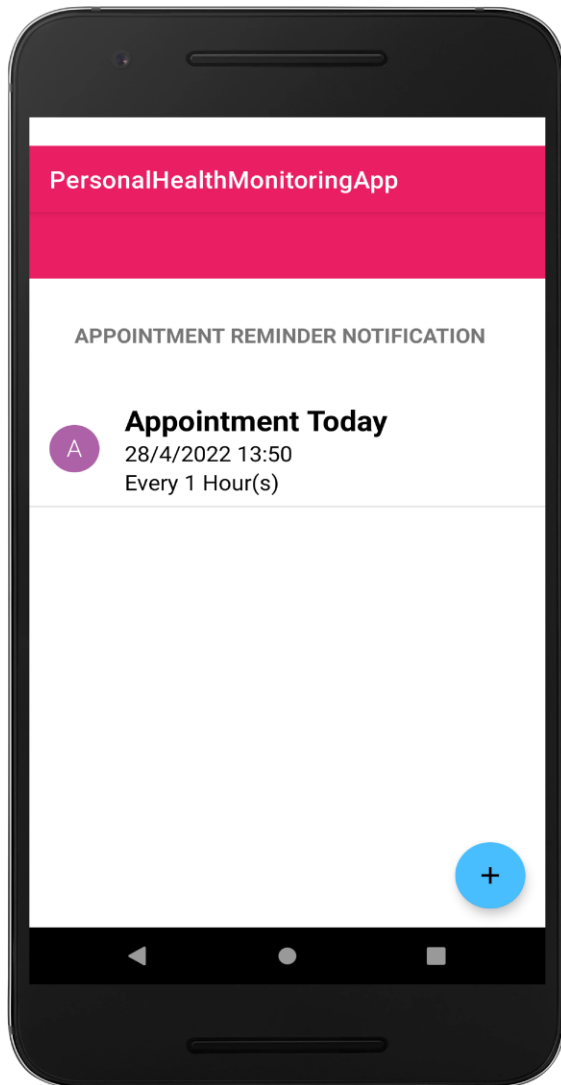 PersonalHealthMonitoringApp
APPOINTMENT REMINDER NOTIFICATION
A
Appointment Today
28/4/2022 13:50
Every 1 Hour(s)
+